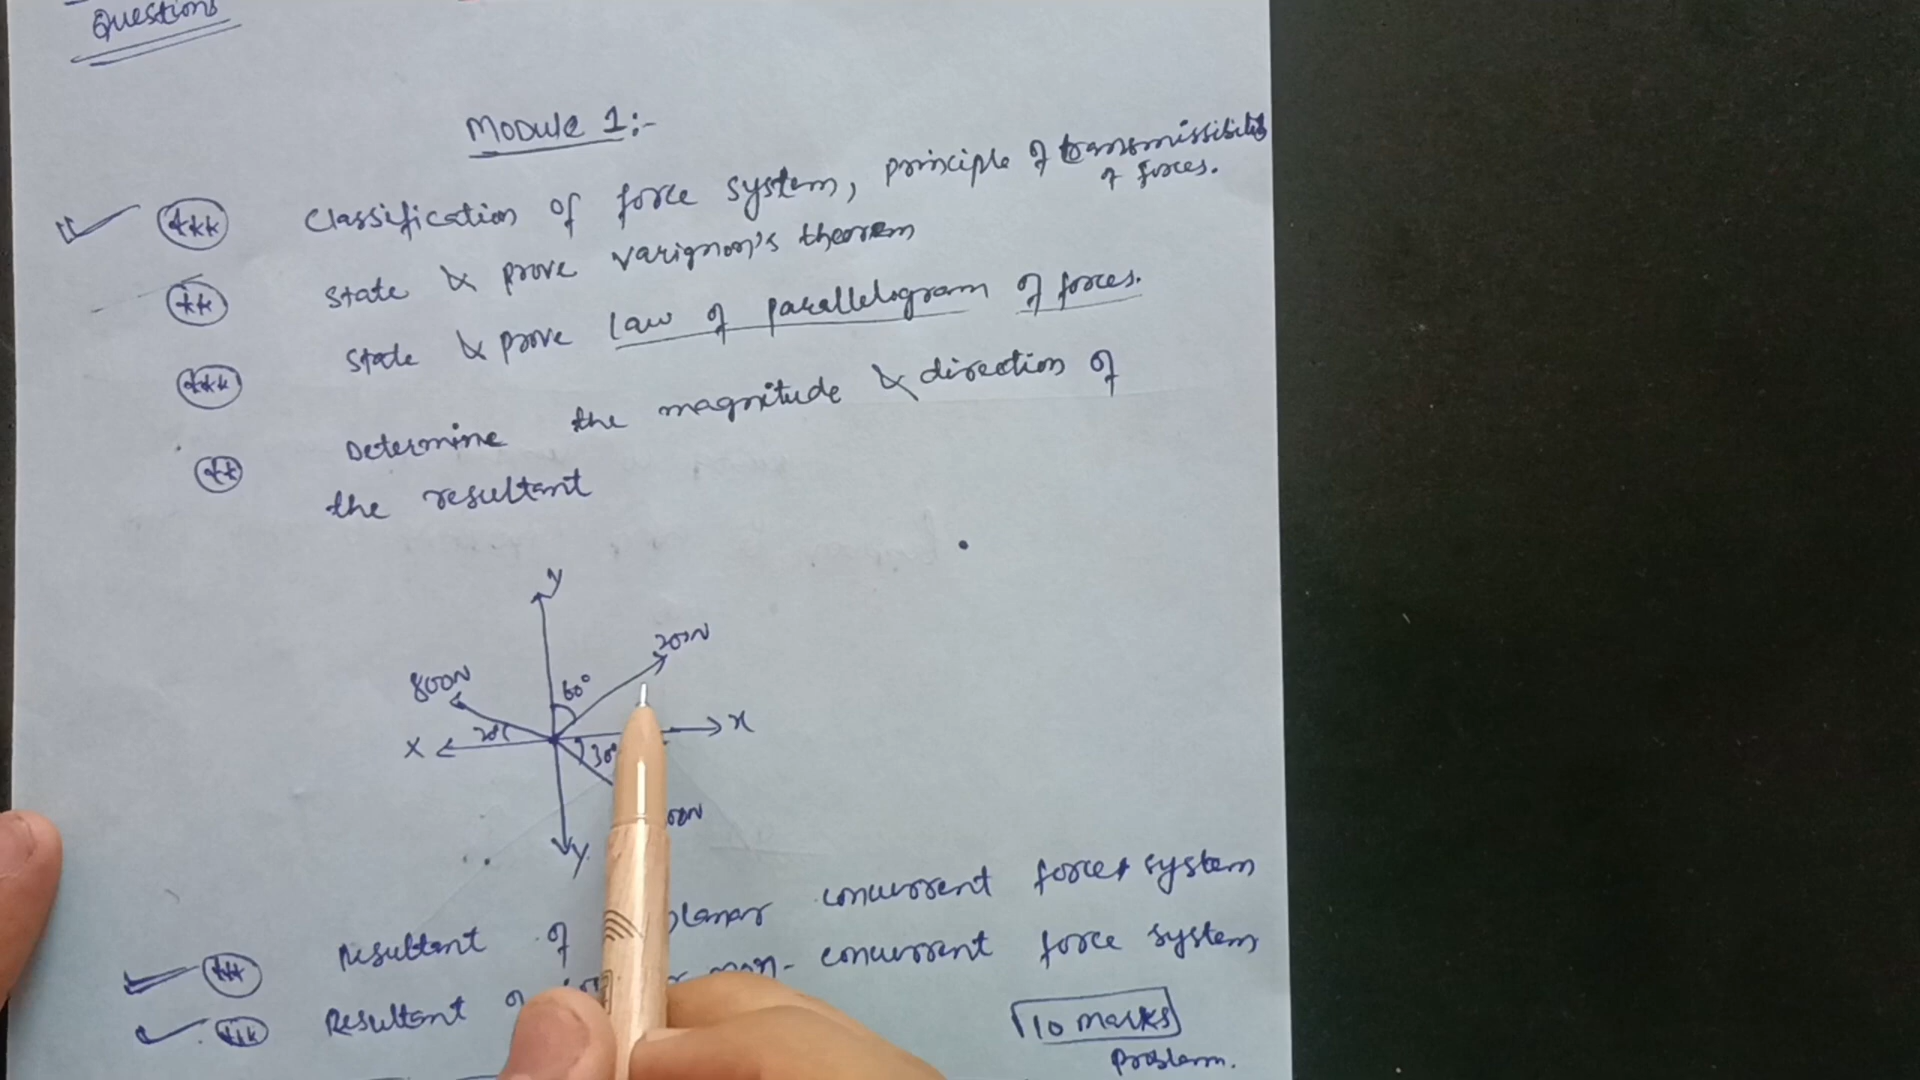 Questions
Module 1:-
*** Classification of force system, principle of transmissibility
of forces.
** State & prove varignon's theorem
*** State & prove law of parallelogram of forces.
** Determine the magnitude & direction of
the resultant
y
200N
800N
60°
20°
x
x
30°
y
** Resultant of concurrent force system
*** Resultant non- concurrent force system
10 marks
problem.